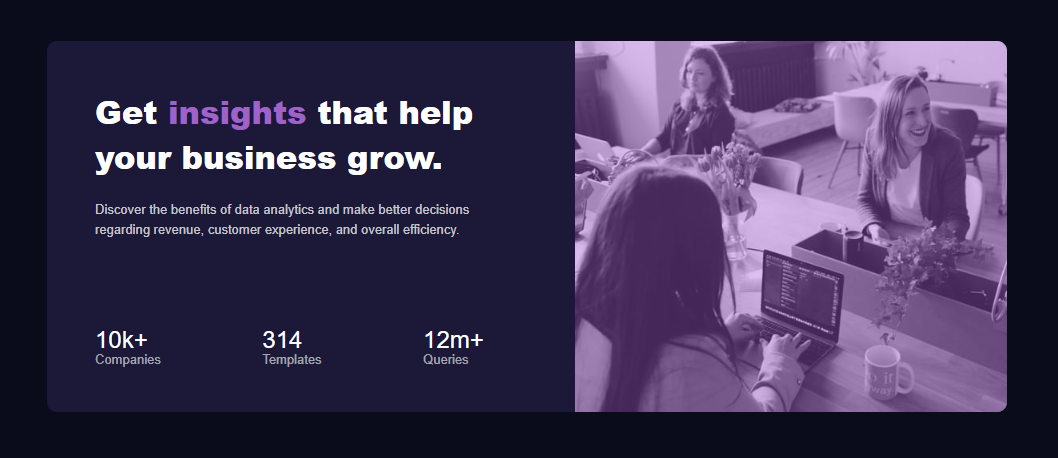 Get insights that help
your business grow.
Discover the benefits of data analytics and make better decisions
regarding revenue, customer experience, and overall efficiency.
10k+ 314 12m+
Companies Templates Queries